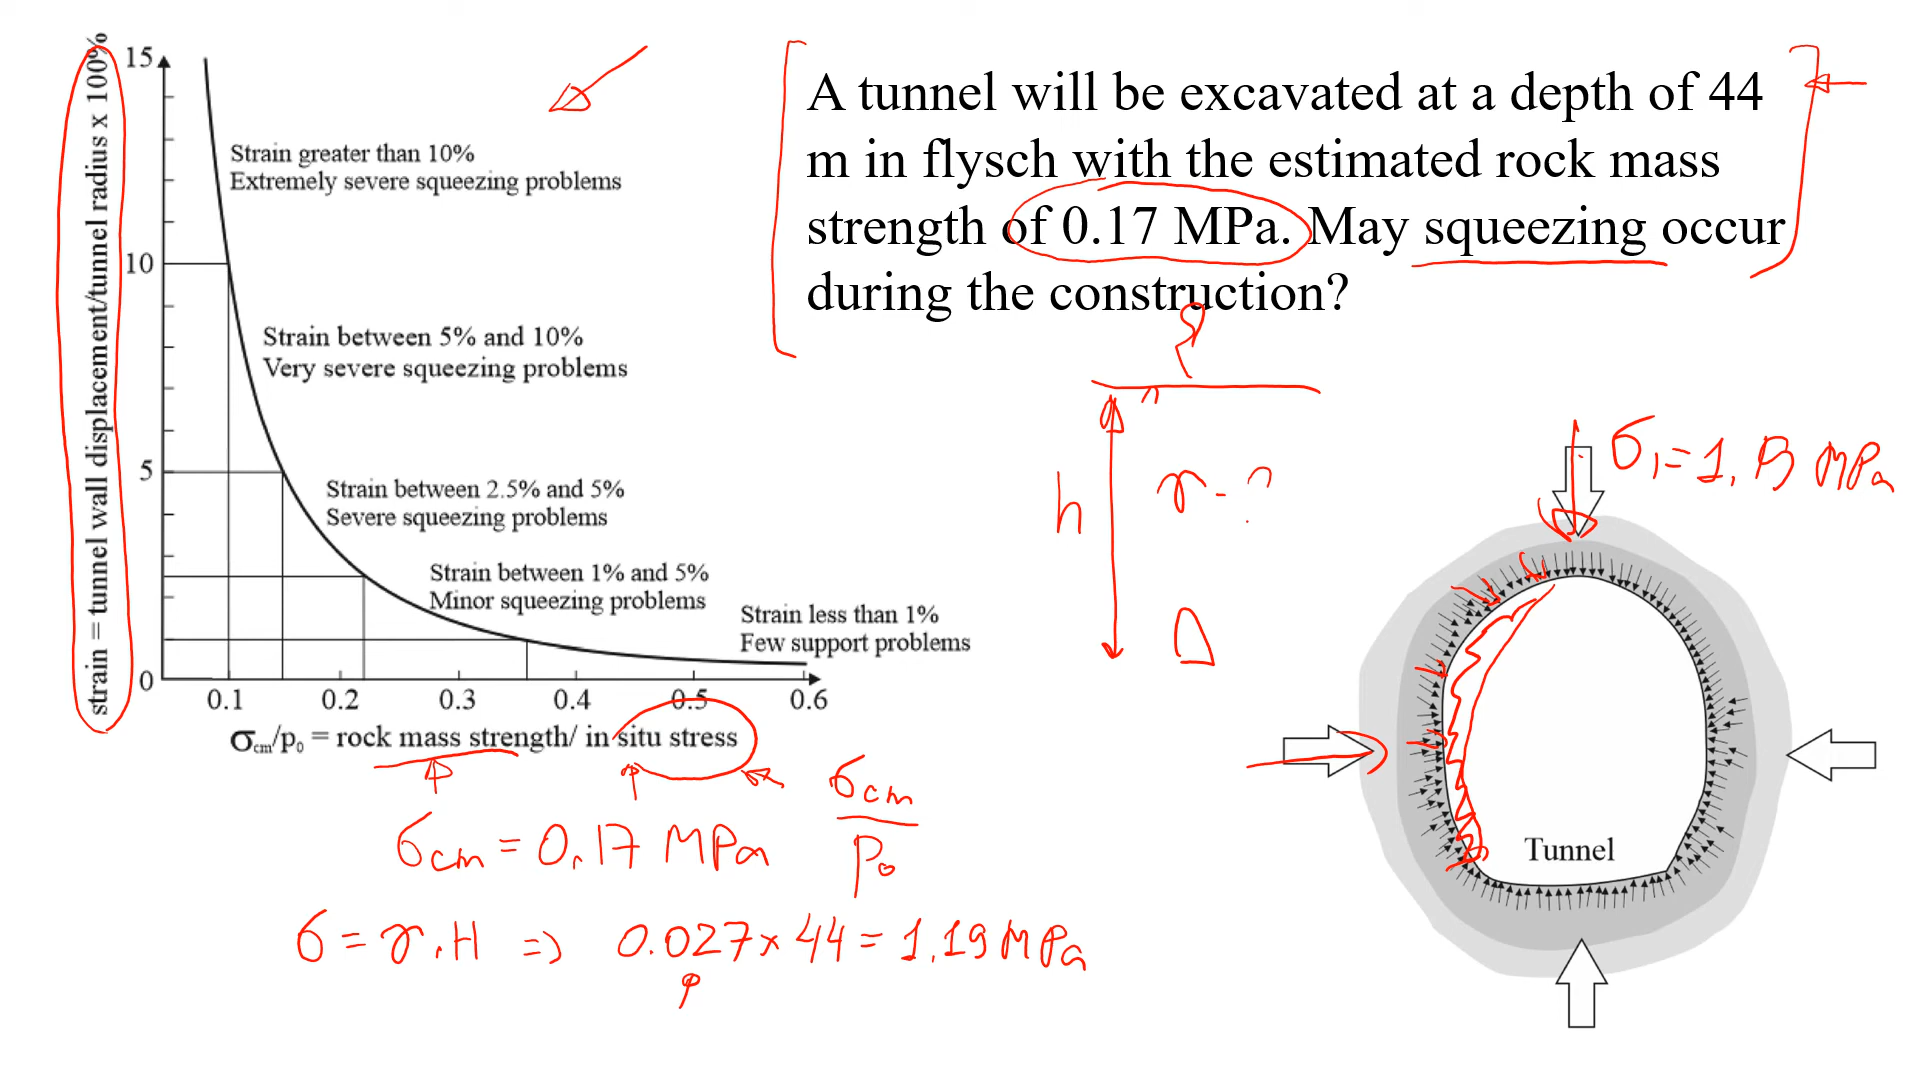 strain = tunnel wall displacement/tunnel radius x 100%
15
10
5
0
Strain greater than 10%
Extremely severe squeezing problems
Strain between 5% and 10%
Very severe squeezing problems
Strain between 2.5% and 5%
Severe squeezing problems
Strain between 1% and 5%
Minor squeezing problems
Strain less than 1%
Few support problems
0.1 0.2 0.3 0.4 0.5 0.6
σcm/p₀ = rock mass strength/ in situ stress
σcm = 0.17 MPa
σcm
P₀
σ = γ.H => 0.027 x 44 = 1.19 MPa
A tunnel will be excavated at a depth of 44
m in flysch with the estimated rock mass
strength of 0.17 MPa. May squeezing occur
during the construction?
h
γ - ?
σ₁ = 1.19 MPa
Tunnel